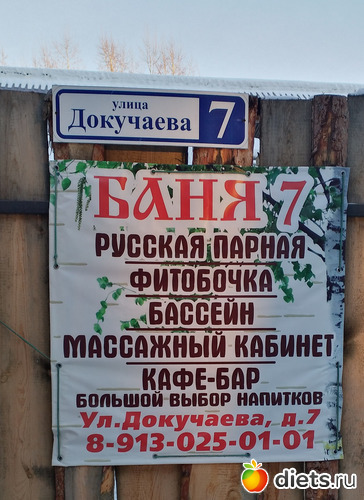 улица
Докучаева 7
БАНЯ 7
РУССКАЯ ПАРНАЯ
ФИТОБОЧКА
БАССЕЙН
МАССАЖНЫЙ КАБИНЕТ
КАФЕ-БАР
БОЛЬШОЙ ВЫБОР НАПИТКОВ
Ул.Докучаева, д.7
8-913-025-01-01
diets.ru